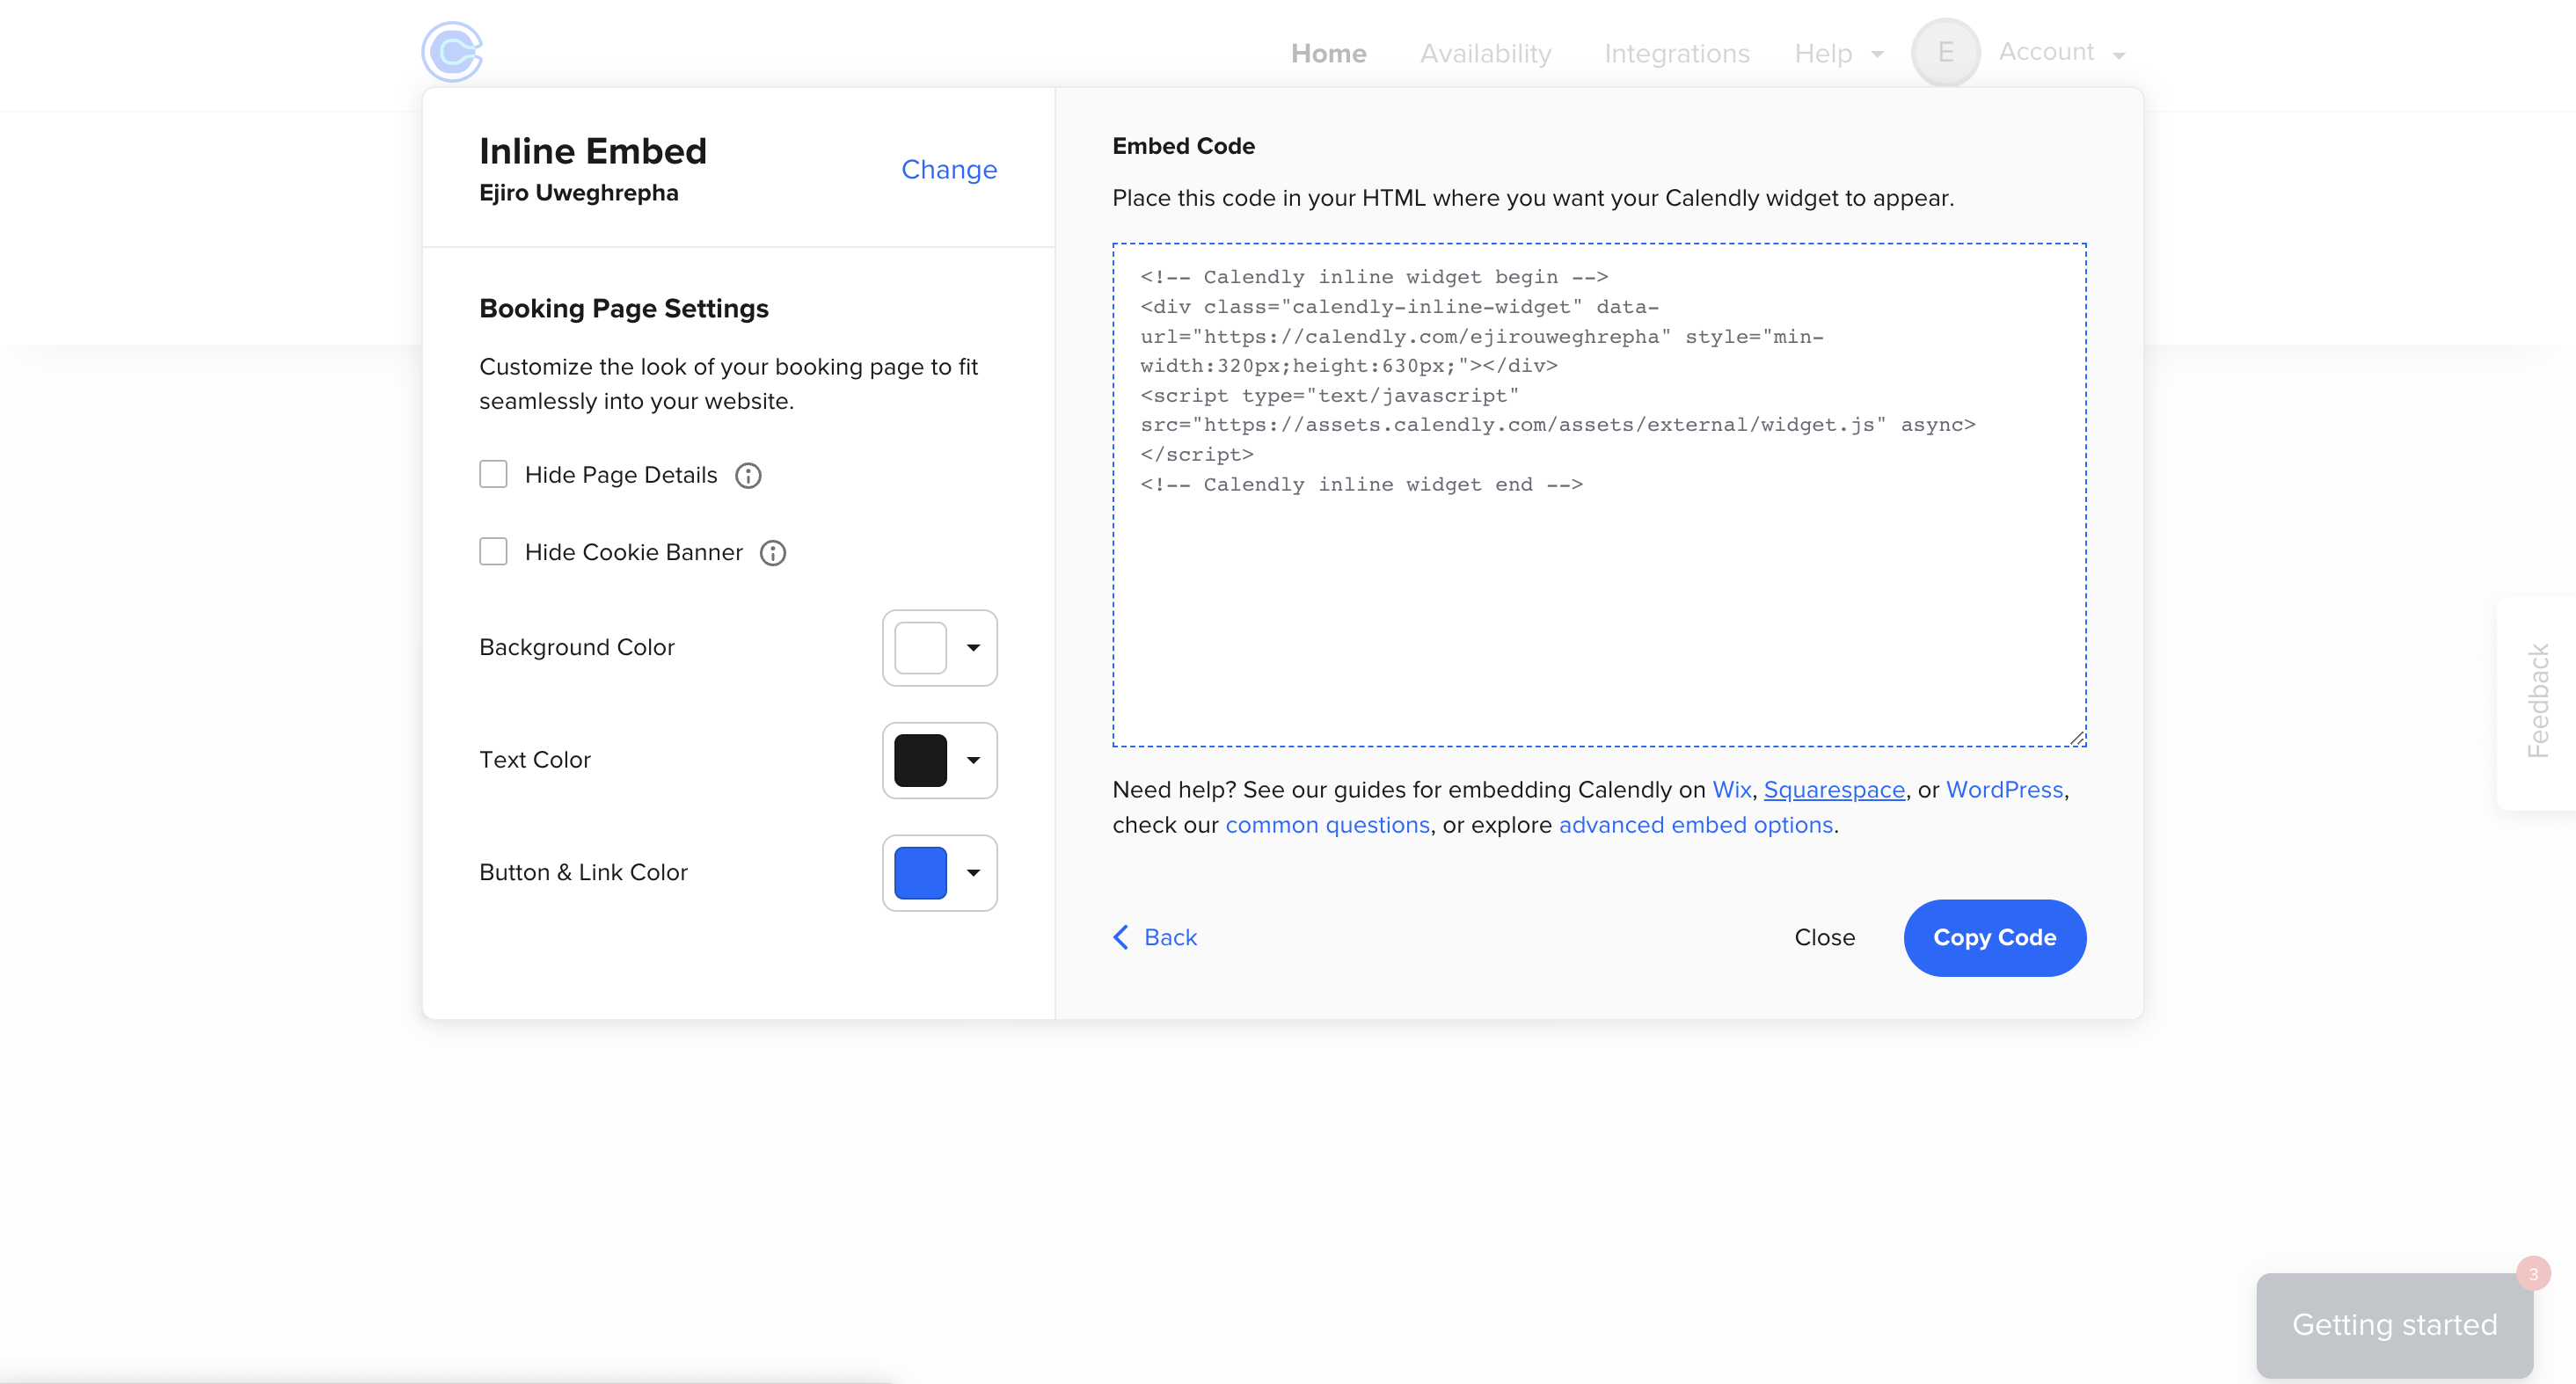 Home Availability Integrations Help E Account
Inline Embed
Ejiro Uweghrepha
Change
Booking Page Settings
Customize the look of your booking page to fit
seamlessly into your website.
Hide Page Details
Hide Cookie Banner
Background Color
Text Color
Button & Link Color
Embed Code
Place this code in your HTML where you want your Calendly widget to appear.
<!-- Calendly inline widget begin -->
<div class="calendly-inline-widget" data-
url="https://calendly.com/ejirouweghrepha" style="min-
width:320px;height:630px;"></div>
<script type="text/javascript"
src="https://assets.calendly.com/assets/external/widget.js" async>
</script>
<!-- Calendly inline widget end -->
Need help? See our guides for embedding Calendly on Wix, Squarespace, or WordPress,
check our common questions, or explore advanced embed options.
Back
Close
Copy Code
Feedback
3
Getting started